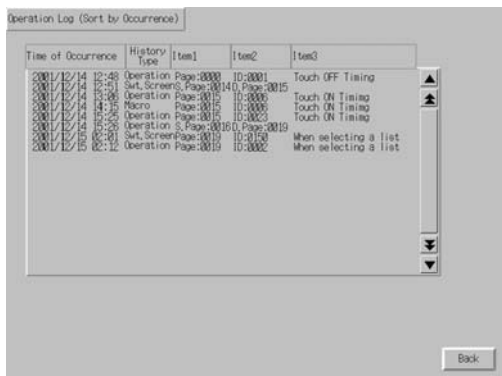 Operation Log (Sort by Occurrence)
Time of Occurrence History Type Item1 Item2 Item3
2001/12/14 12:48 Operation Page:0000 ID:0001 Touch OFF Timing
2001/12/14 12:51 Swt.Screen S.Page:0014 D.Page:0015
2001/12/14 13:06 Operation Page:0015 ID:0006 Touch ON Timimg
2001/12/14 14:15 Macro Page:0015 ID:0006 Touch ON Timimg
2001/12/14 15:25 Operation Page:0015 ID:0023 Touch ON Timimg
2001/12/14 15:26 Operation S.Page:0016 D.Page:0019
2001/12/15 02:01 Swt.Screen Page:0019 ID:0150 When selecting a list
2001/12/15 02:12 Operation Page:0019 ID:0002 When selecting a list
Back